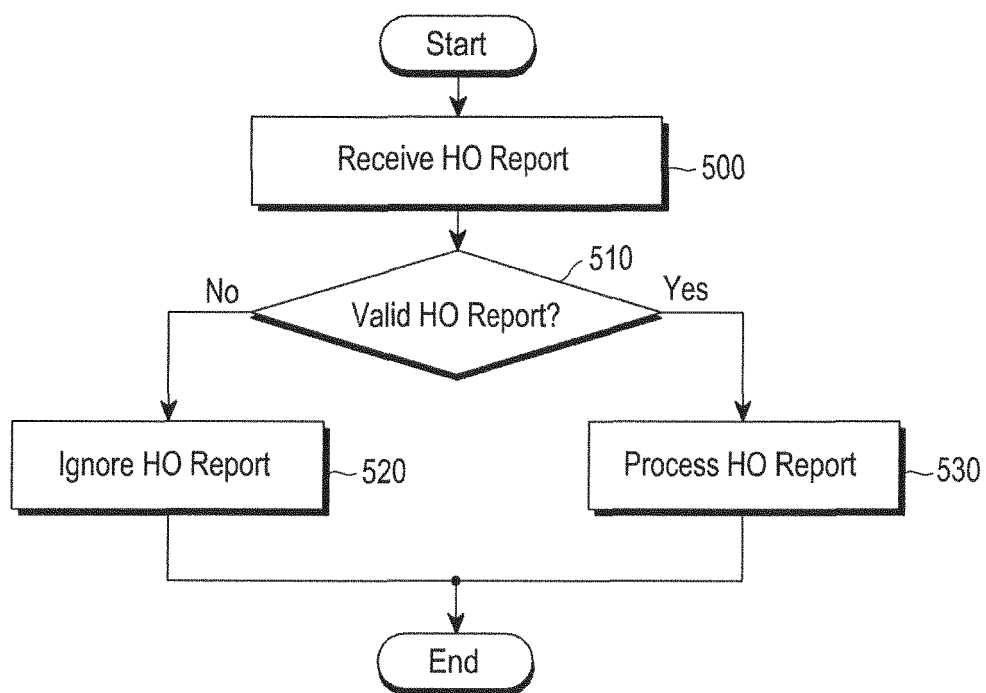 Start
Receive HO Report
500
510
No
Valid HO Report?
Yes
Ignore HO Report
520
Process HO Report
530
End